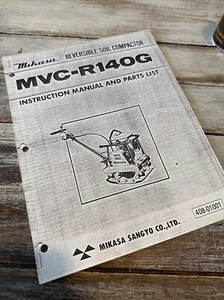 Mikasa REVERSIBLE SOIL COMPACTOR
MVC-R140G
INSTRUCTION MANUAL AND PARTS LIST
408-01001
MIKASA SANGYO CO., LTD.